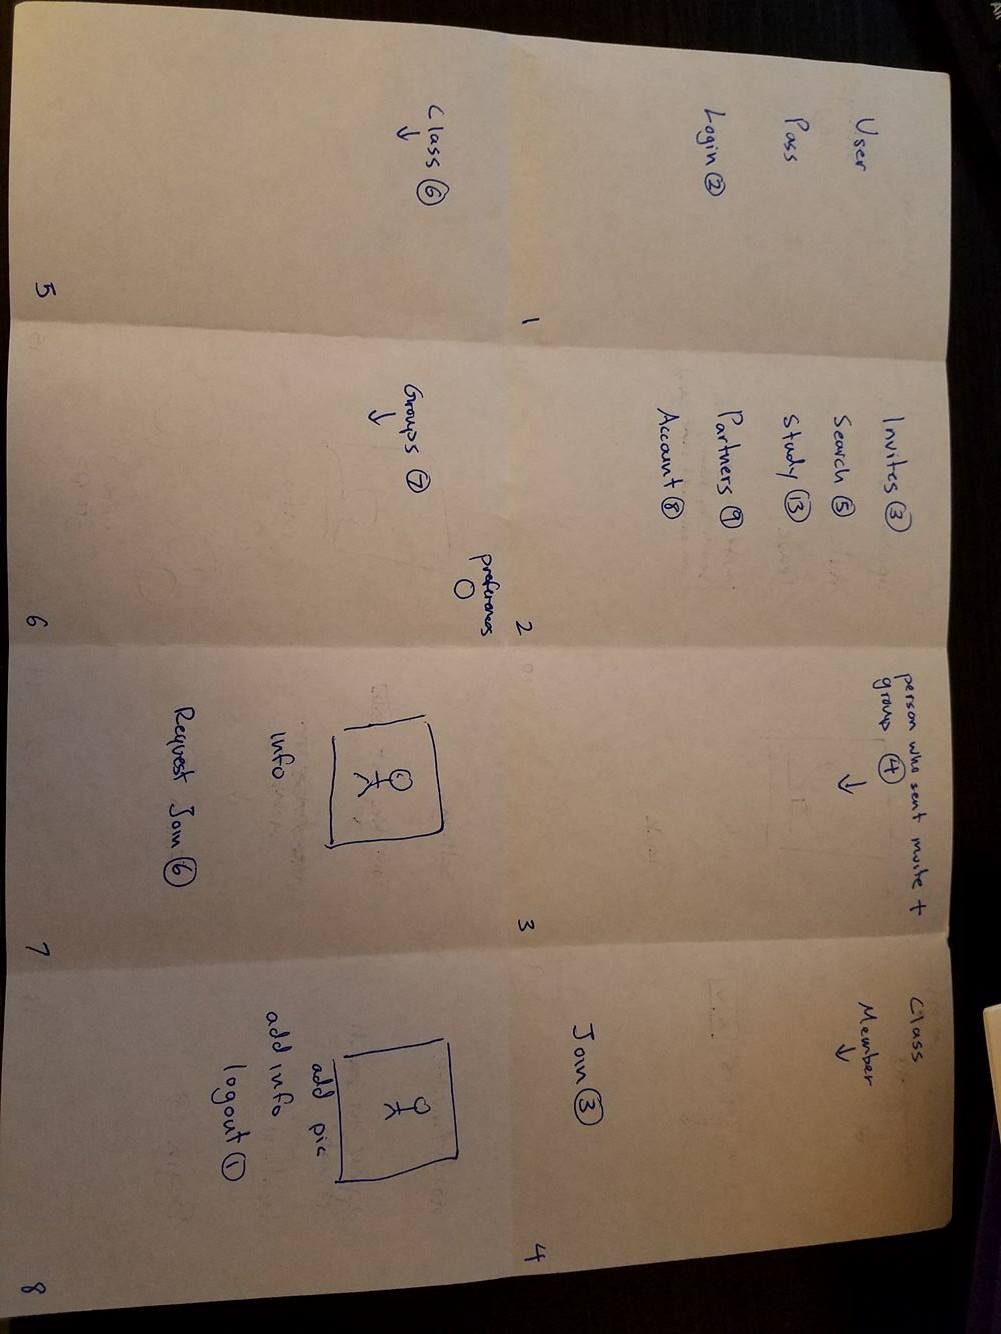 User
Pass
Login ②
1
Invites ③
Search ⑤
Study ⑬
Partners ⑨
Account ⑧
2
person who sent invite +
group ④
↓
3
Class
Member
↓
Join ③
4
Class ⑥
↓
5
preferences
Groups ⑦
↓
6
info
Request Join ⑥
7
add pic
add info
logout ①
8